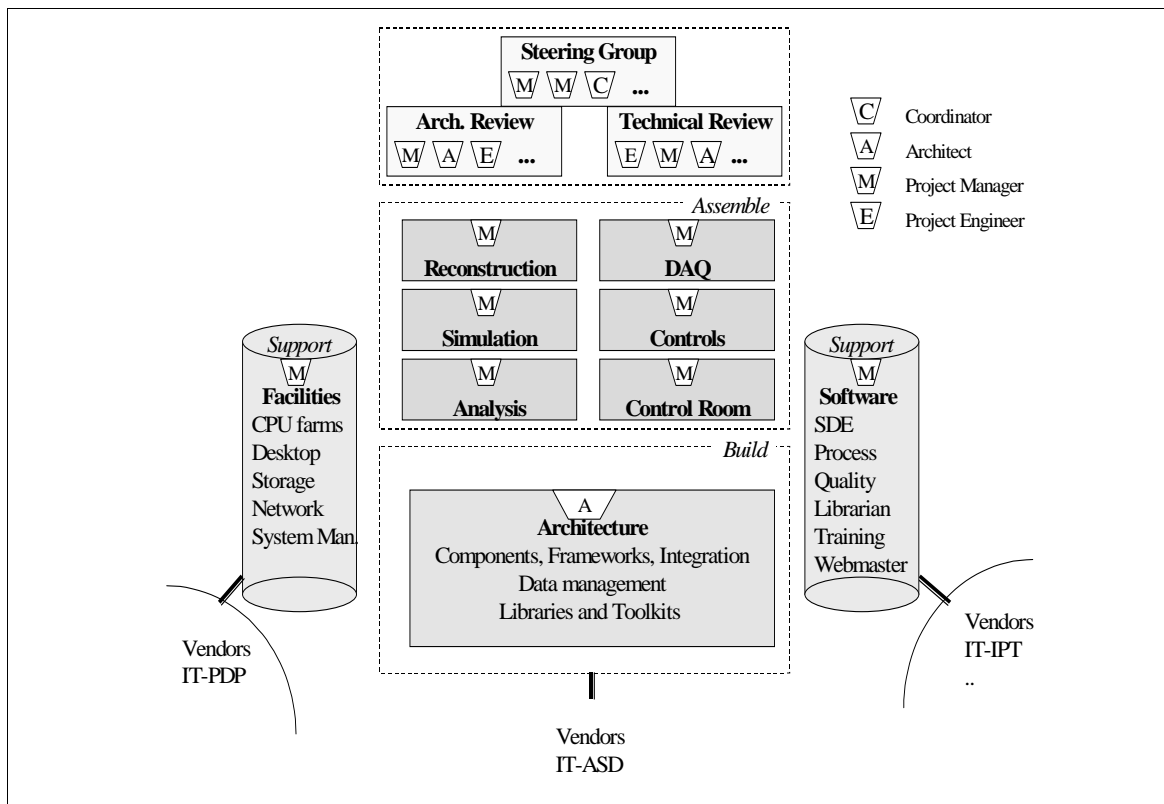 Steering Group
M M C ...
Arch. Review
M A E ...
Technical Review
E M A ...
C Coordinator
A Architect
M Project Manager
E Project Engineer
Assemble
M
Reconstruction
M
DAQ
M
Simulation
M
Controls
M
Analysis
M
Control Room
Support
M
Facilities
CPU farms
Desktop
Storage
Network
System Man.
Support
M
Software
SDE
Process
Quality
Librarian
Training
Webmaster
Build
A
Architecture
Components, Frameworks, Integration
Data management
Libraries and Toolkits
Vendors
IT-PDP
Vendors
IT-ASD
Vendors
IT-IPT
..